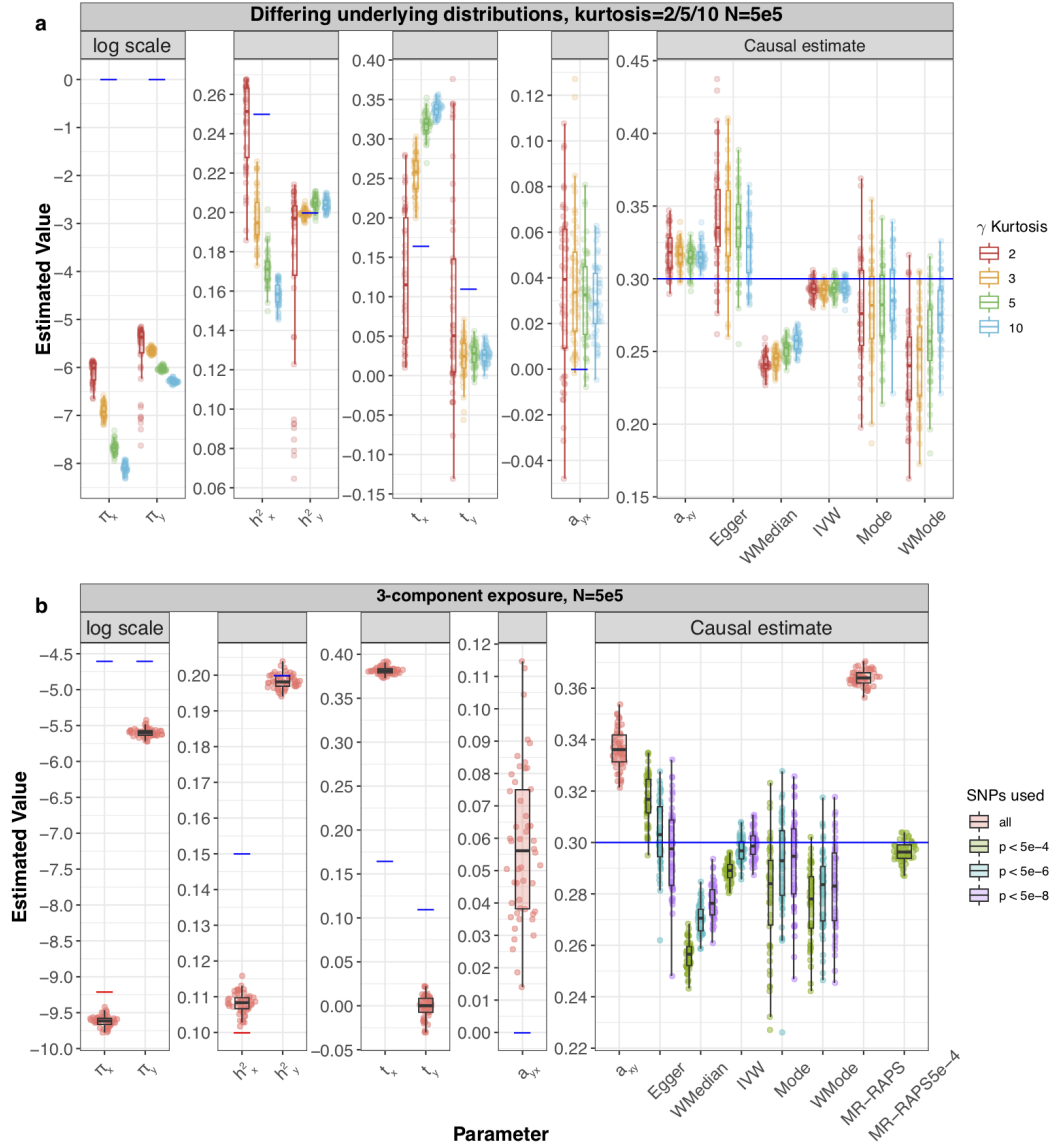 a
Differing underlying distributions, kurtosis=2/5/10 N=5e5
log scale
Causal estimate
Estimated Value
0
−1
−2
−3
−4
−5
−6
−7
−8
0.26
0.24
0.22
0.20
0.18
0.16
0.14
0.12
0.10
0.08
0.06
0.40
0.35
0.30
0.25
0.20
0.15
0.10
0.05
0.00
−0.05
−0.10
−0.15
0.12
0.10
0.08
0.06
0.04
0.02
0.00
−0.02
−0.04
0.45
0.40
0.35
0.30
0.25
0.20
0.15
πx
πy
h²x
h²y
tx
ty
ayx
axy
Egger
WMedian
IVW
Mode
WMode
γ Kurtosis
2
3
5
10
b
3-component exposure, N=5e5
log scale
Causal estimate
Estimated Value
−4.5
−5.0
−5.5
−6.0
−6.5
−7.0
−7.5
−8.0
−8.5
−9.0
−9.5
−10.0
0.20
0.19
0.18
0.17
0.16
0.15
0.14
0.13
0.12
0.11
0.10
0.40
0.35
0.30
0.25
0.20
0.15
0.10
0.05
0.00
−0.05
0.12
0.11
0.10
0.09
0.08
0.07
0.06
0.05
0.04
0.03
0.02
0.01
0.00
0.36
0.34
0.32
0.30
0.28
0.26
0.24
0.22
πx
πy
h²x
h²y
tx
ty
ayx
axy
Egger
WMedian
IVW
Mode
WMode
MR−RAPS
MR−RAPS5e−4
SNPs used
all
p < 5e−4
p < 5e−6
p < 5e−8
Parameter